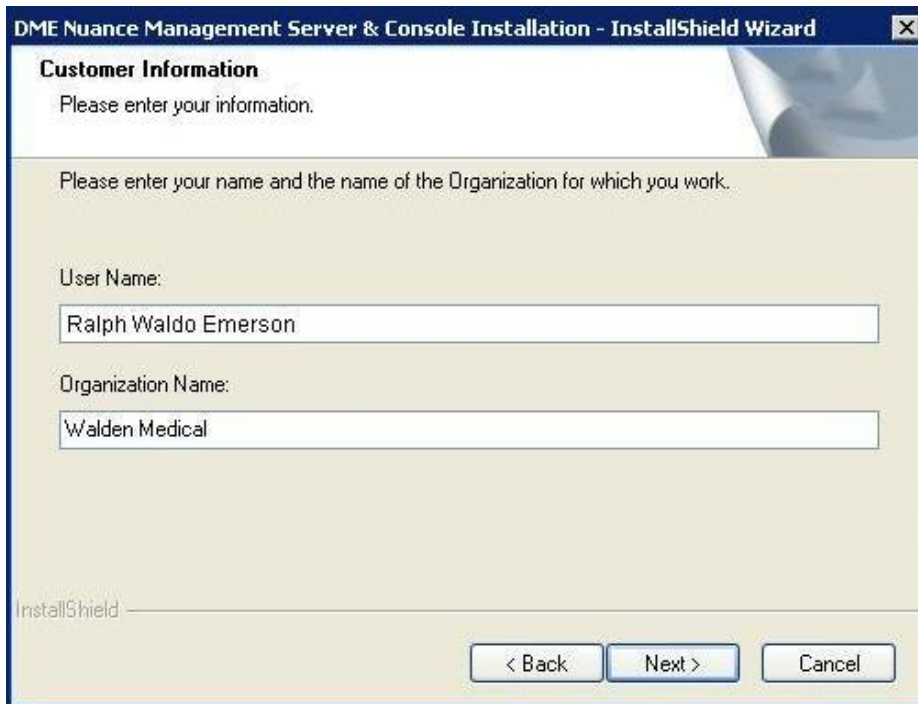 DME Nuance Management Server & Console Installation - InstallShield Wizard
Customer Information
Please enter your information.
Please enter your name and the name of the Organization for which you work.
User Name:
Ralph Waldo Emerson
Organization Name:
Walden Medical
InstallShield
< Back Next > Cancel